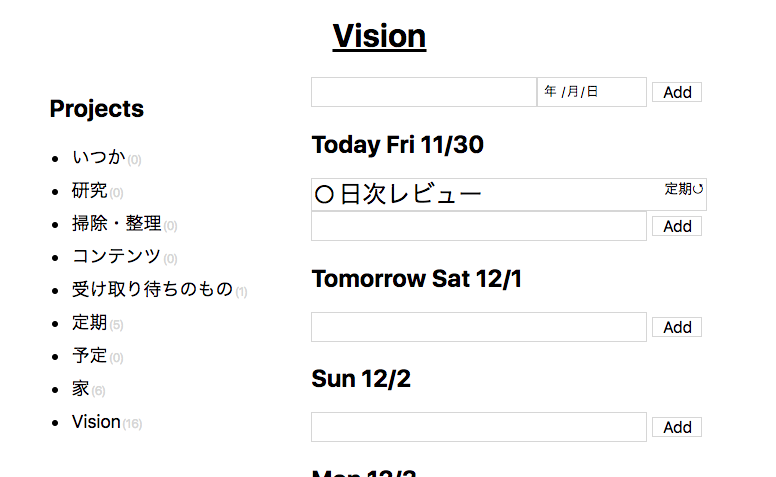 Vision
Projects
いつか(0)
研究(0)
掃除・整理(0)
コンテンツ(0)
受け取り待ちのもの(1)
定期(5)
予定(0)
家(6)
Vision(16)
年 /月/日 Add
Today Fri 11/30
日次レビュー 定期
Add
Tomorrow Sat 12/1
Add
Sun 12/2
Add